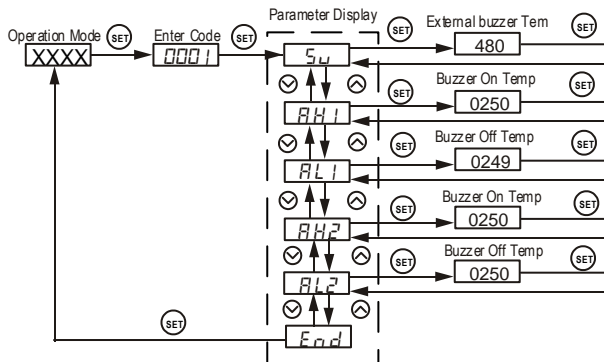 Parameter Display
Operation Mode
SET
Enter Code
SET
SET
External buzzer Tem
SET
XXXX
0001
Su
480
Buzzer On Temp
AH1
SET
0250
SET
Buzzer Off Temp
AL1
SET
0249
SET
Buzzer On Temp
AH2
SET
0250
SET
Buzzer Off Temp
AL2
SET
0250
SET
SET
End